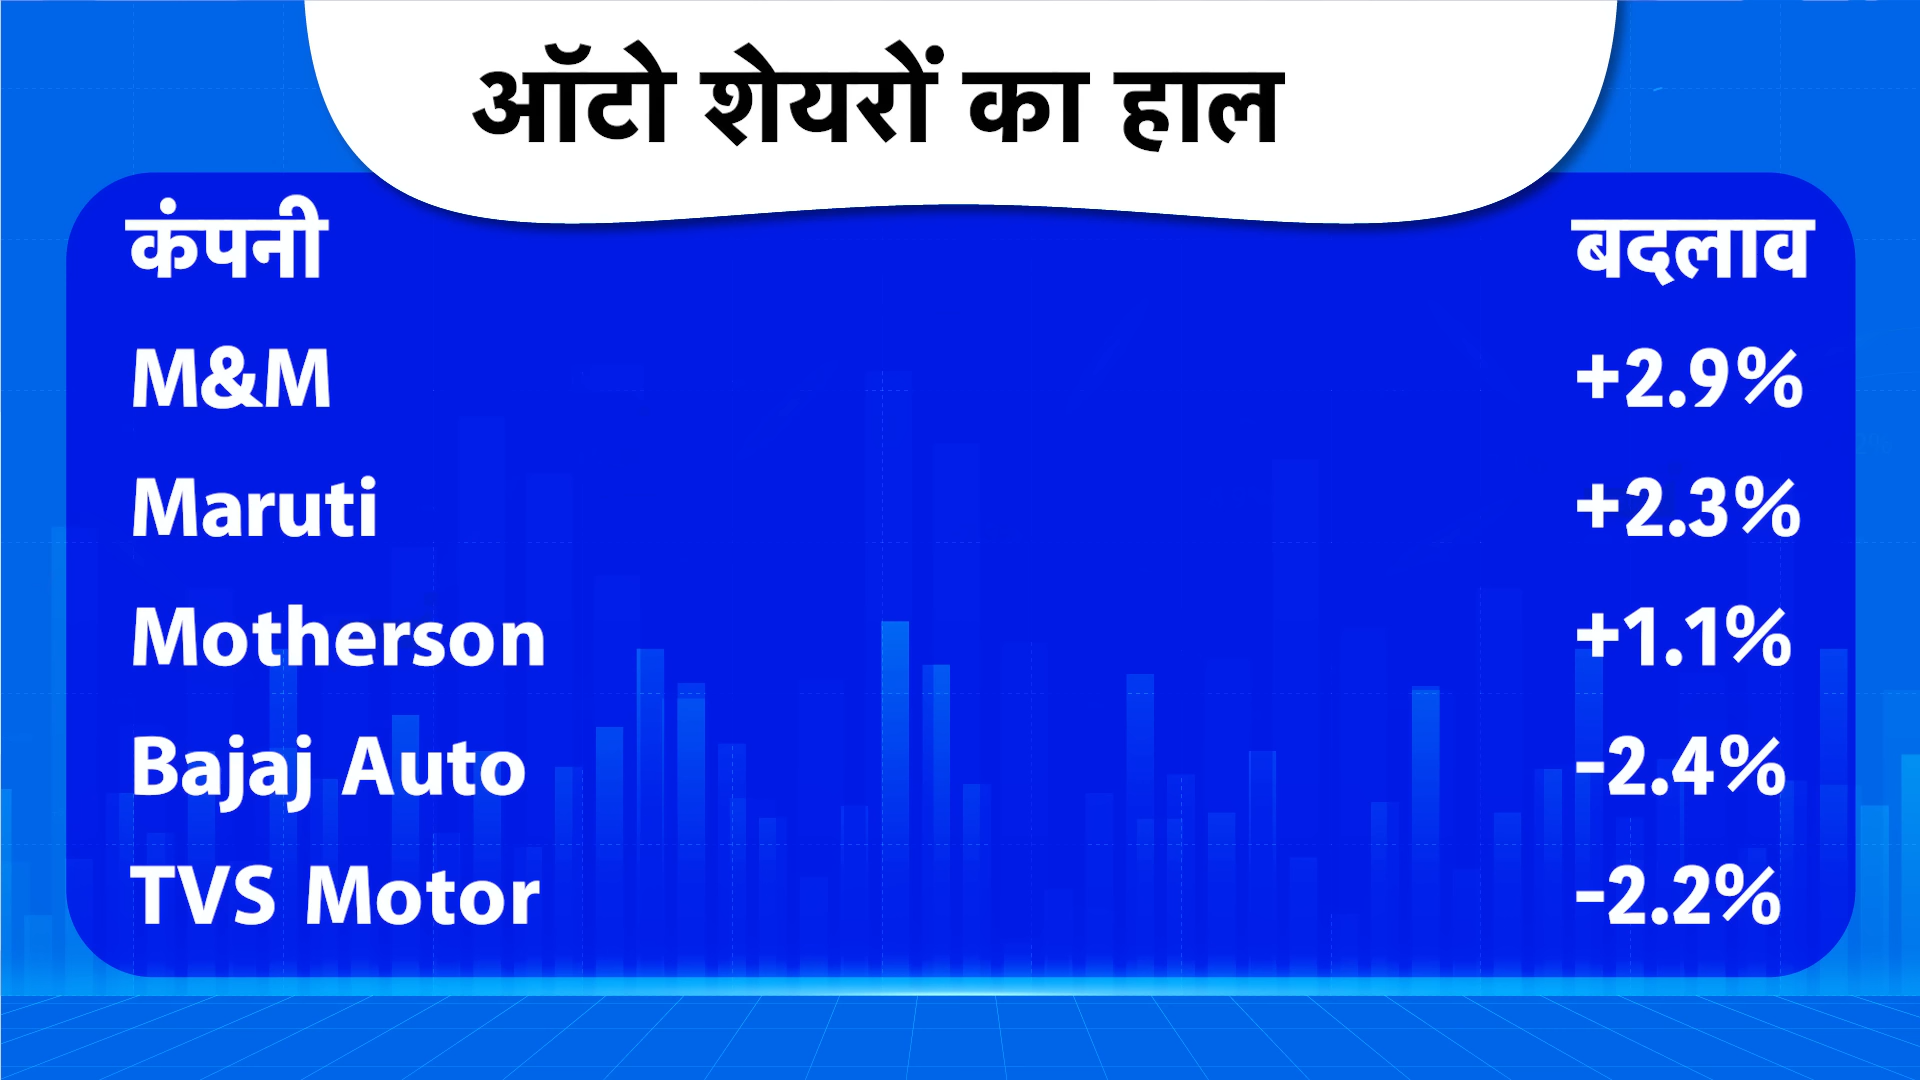 ऑटो शेयरों का हाल
कंपनी बदलाव
M&M +2.9%
Maruti +2.3%
Motherson +1.1%
Bajaj Auto -2.4%
TVS Motor -2.2%